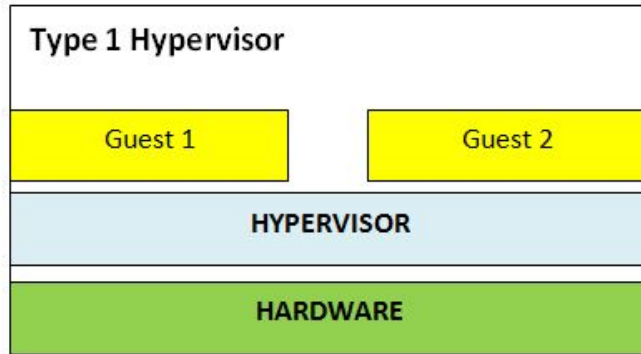 Type 1 Hypervisor
Guest 1
Guest 2
HYPERVISOR
HARDWARE